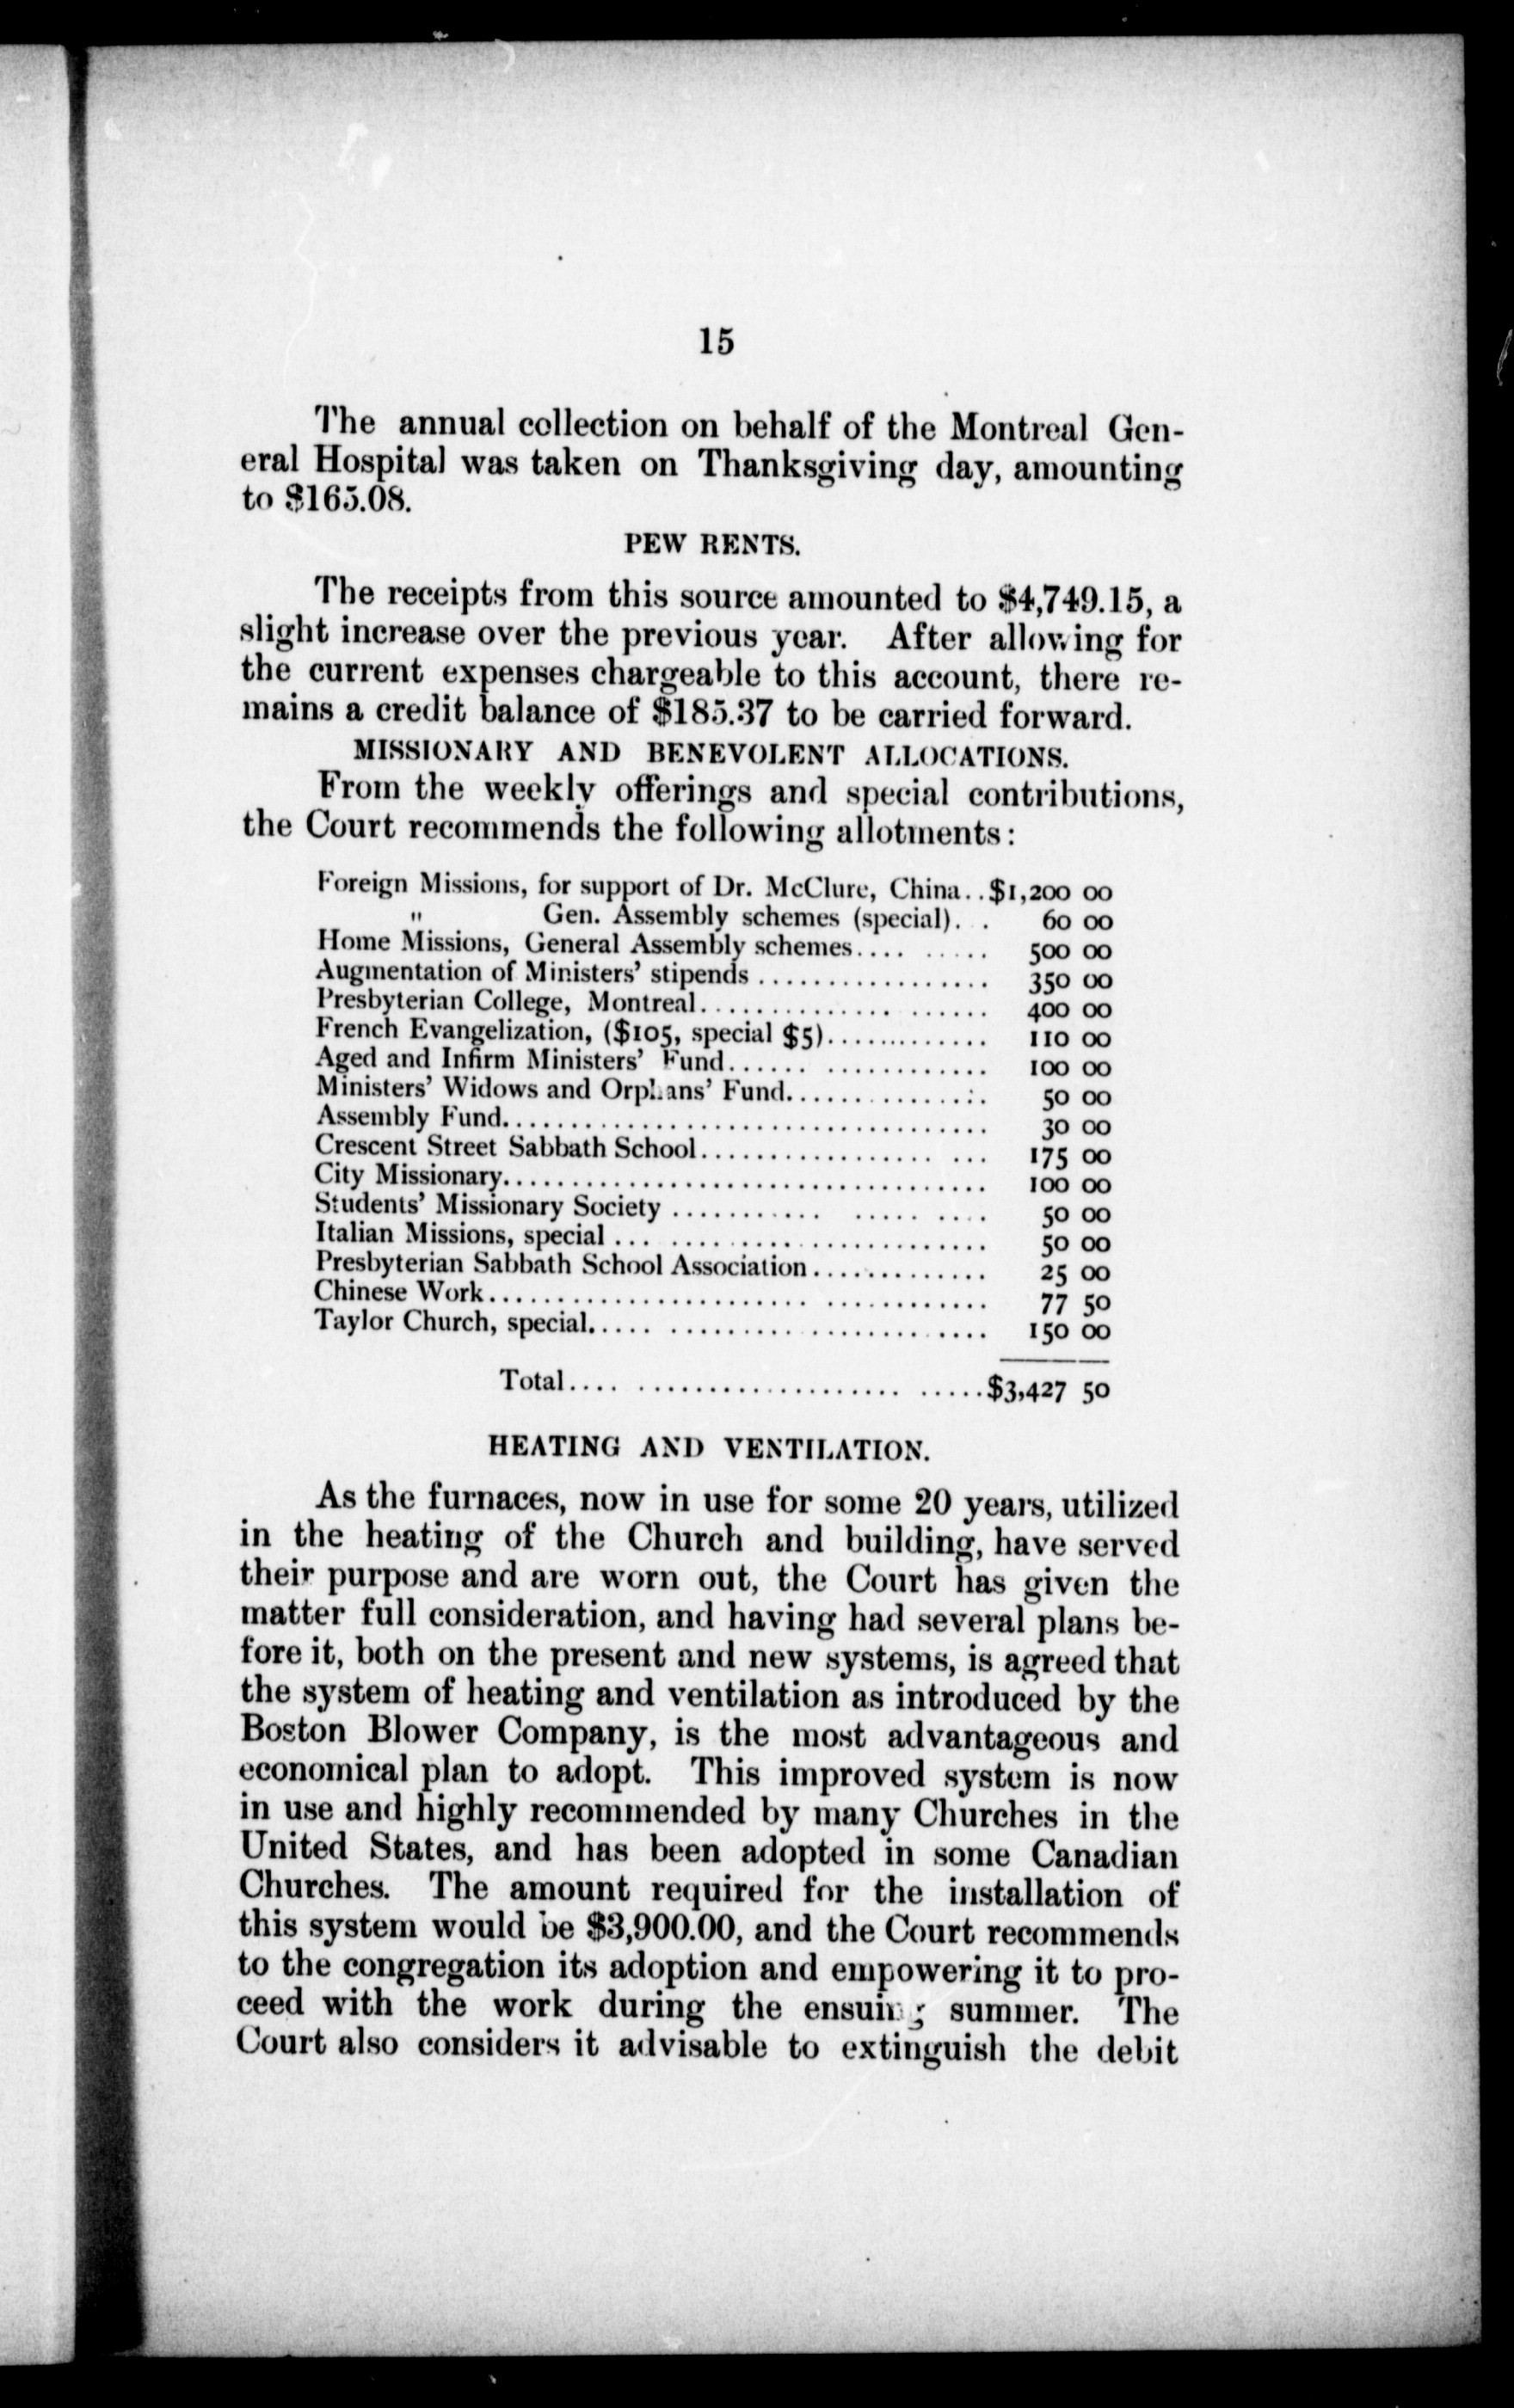 15
The annual collection on behalf of the Montreal Gen-
eral Hospital was taken on Thanksgiving day, amounting
to $165.08.
PEW RENTS.
The receipts from this source amounted to $4,749.15, a
slight increase over the previous year. After allowing for
the current expenses chargeable to this account, there re-
mains a credit balance of $185.37 to be carried forward.
MISSIONARY AND BENEVOLENT ALLOCATIONS.
From the weekly offerings and special contributions,
the Court recommends the following allotments:
Foreign Missions, for support of Dr. McClure, China..$1,200 00
" Gen. Assembly schemes (special). . 60 00
Home Missions, General Assembly schemes.... ..... 500 00
Augmentation of Ministers' stipends ................. 350 00
Presbyterian College, Montreal.............. ...... 400 00
French Evangelization, ($105, special $5)............. 110 00
Aged and Infirm Ministers' Fund...... ............ 100 00
Ministers' Widows and Orphans' Fund............... 50 00
Assembly Fund.................................... 30 00
Crescent Street Sabbath School................. ... 175 00
City Missionary.................................... 100 00
Students' Missionary Society ........... ...... .... 50 00
Italian Missions, special ... ....................... 50 00
Presbyterian Sabbath School Association............. 25 00
Chinese Work....................... ............ 77 50
Taylor Church, special..... ....................... 150 00
Total.... ................... .....$3,427 50
HEATING AND VENTILATION.
As the furnaces, now in use for some 20 years, utilized
in the heating of the Church and building, have served
their purpose and are worn out, the Court has given the
matter full consideration, and having had several plans be-
fore it, both on the present and new systems, is agreed that
the system of heating and ventilation as introduced by the
Boston Blower Company, is the most advantageous and
economical plan to adopt. This improved system is now
in use and highly recommended by many Churches in the
United States, and has been adopted in some Canadian
Churches. The amount required for the installation of
this system would be $3,900.00, and the Court recommends
to the congregation its adoption and empowering it to pro-
ceed with the work during the ensuing summer. The
Court also considers it advisable to extinguish the debit